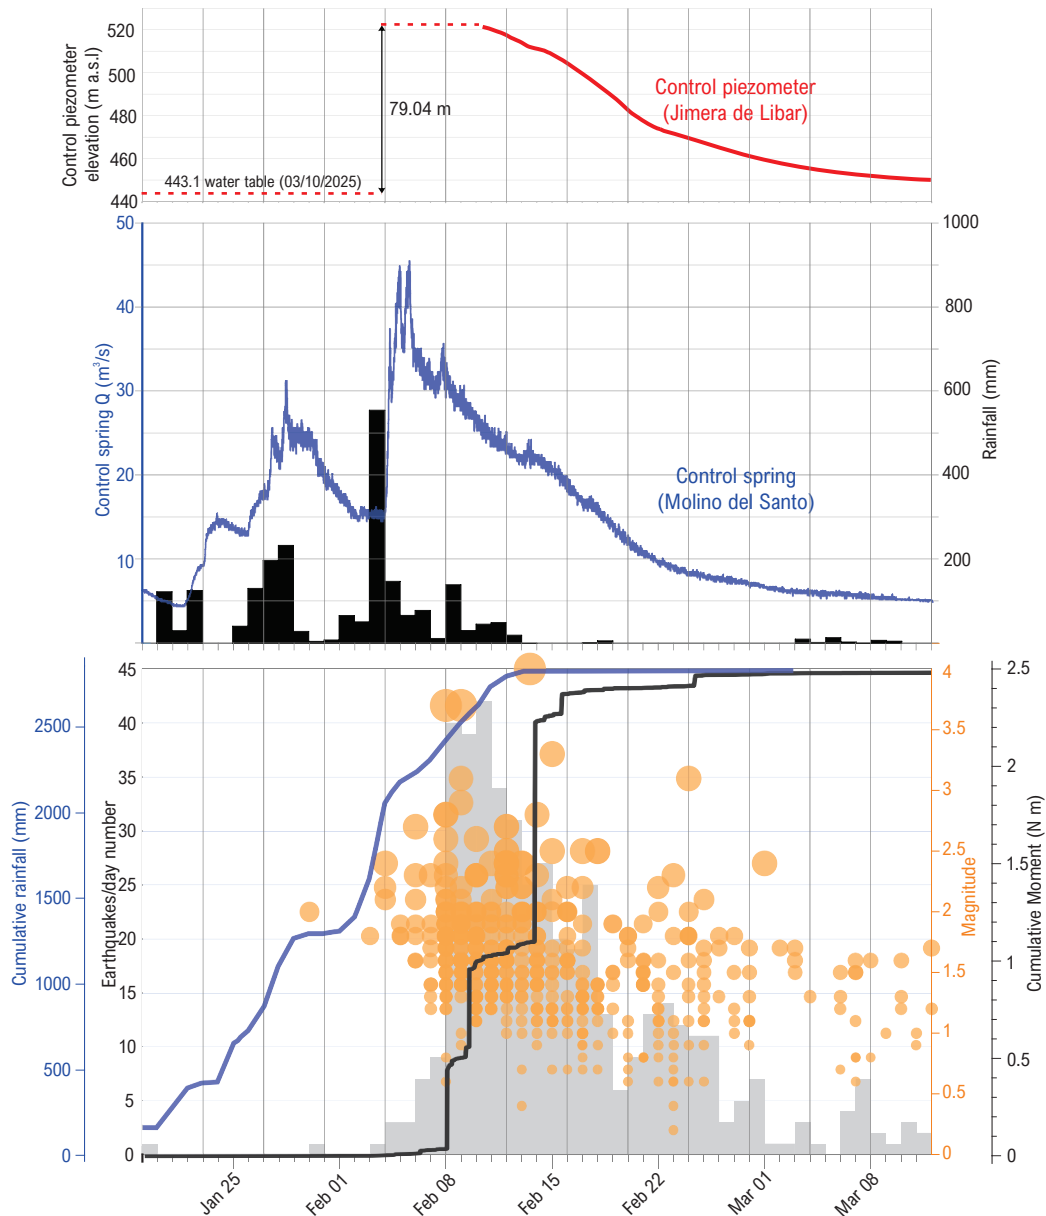 Control piezometer
elevation (m a.s.l)
520
500
480
460
440
79.04 m
443.1 water table (03/10/2025)
Control piezometer
(Jimera de Libar)
Control spring Q (m³/s)
50
40
30
20
10
1000
800
600
400
200
Rainfall (mm)
Control spring
(Molino del Santo)
Cumulative rainfall (mm)
2500
2000
1500
1000
500
0
Earthquakes/day number
45
40
35
30
25
20
15
10
5
0
4
3.5
3
2.5
2
1.5
1
0.5
0
Magnitude
2.5
2
1.5
1
0.5
0
Cumulative Moment (N m)
Jan 25
Feb 01
Feb 08
Feb 15
Feb 22
Mar 01
Mar 08